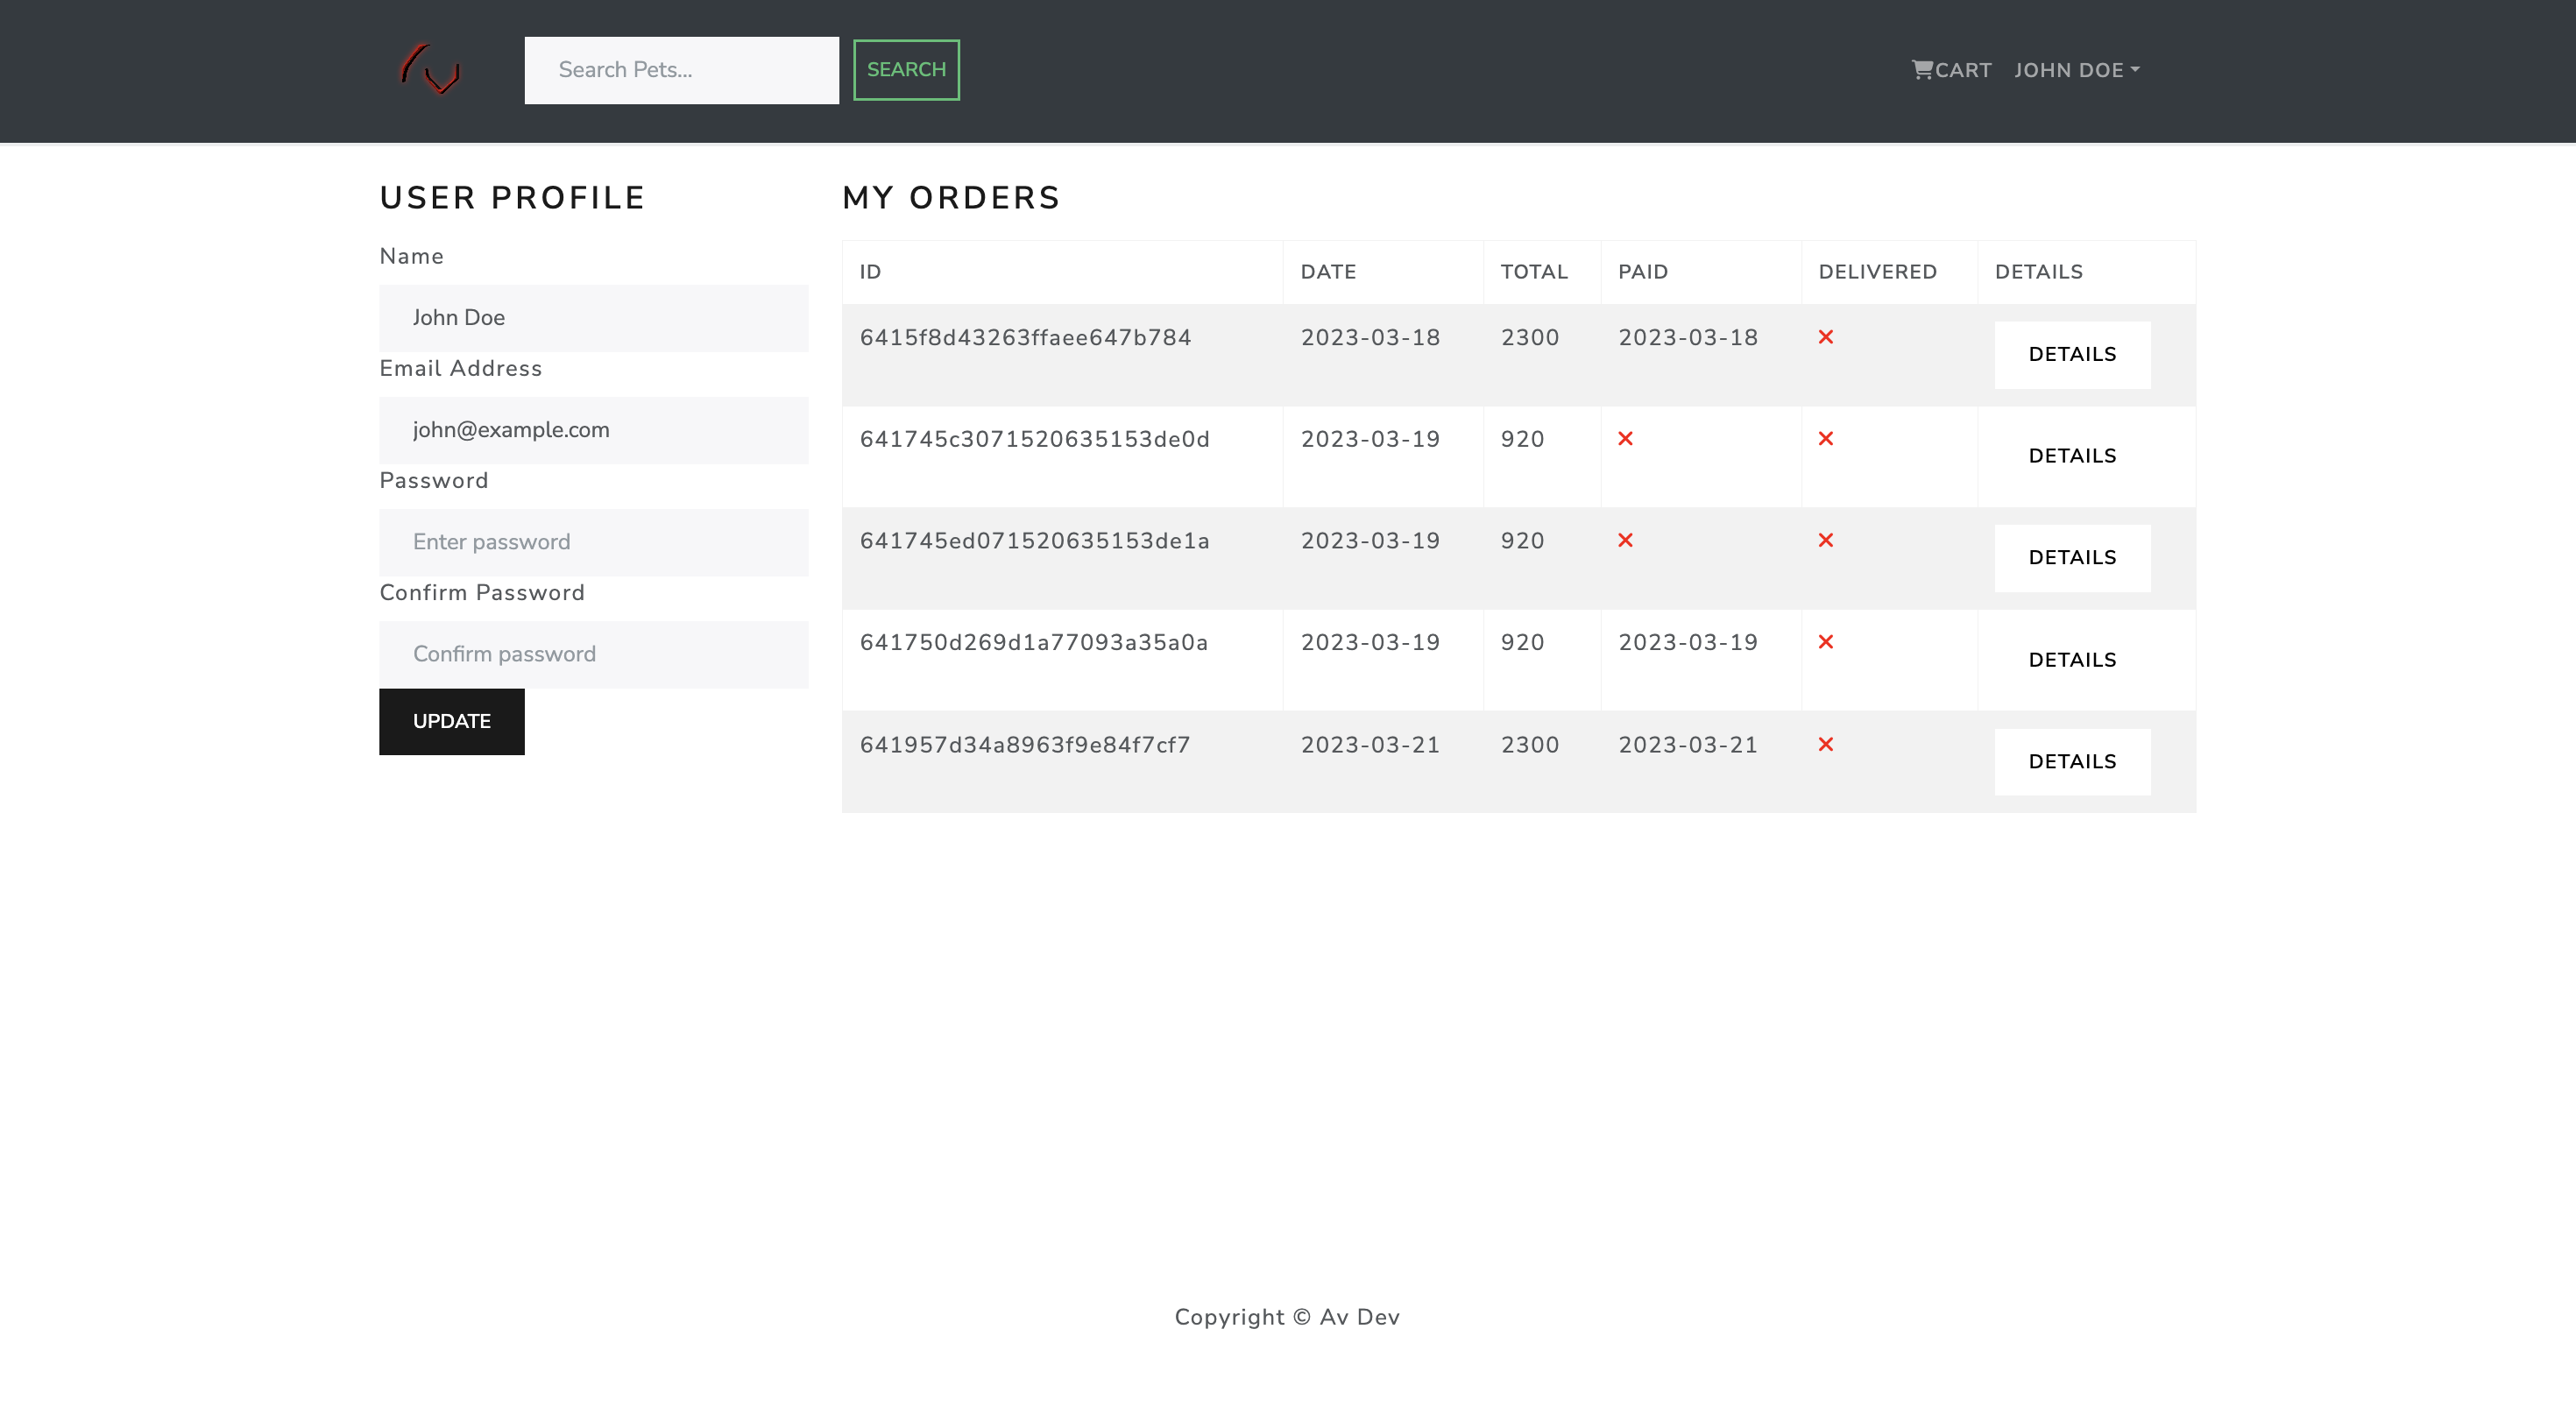 Search Pets...
SEARCH
CART
JOHN DOE
USER PROFILE
Name
John Doe
Email Address
john@example.com
Password
Enter password
Confirm Password
Confirm password
UPDATE
MY ORDERS
ID DATE TOTAL PAID DELIVERED DETAILS
6415f8d43263ffaee647b784 2023-03-18 2300 2023-03-18 DETAILS
641745c3071520635153de0d 2023-03-19 920 DETAILS
641745ed071520635153de1a 2023-03-19 920 DETAILS
641750d269d1a77093a35a0a 2023-03-19 920 2023-03-19 DETAILS
641957d34a8963f9e84f7cf7 2023-03-21 2300 2023-03-21 DETAILS
Copyright © Av Dev